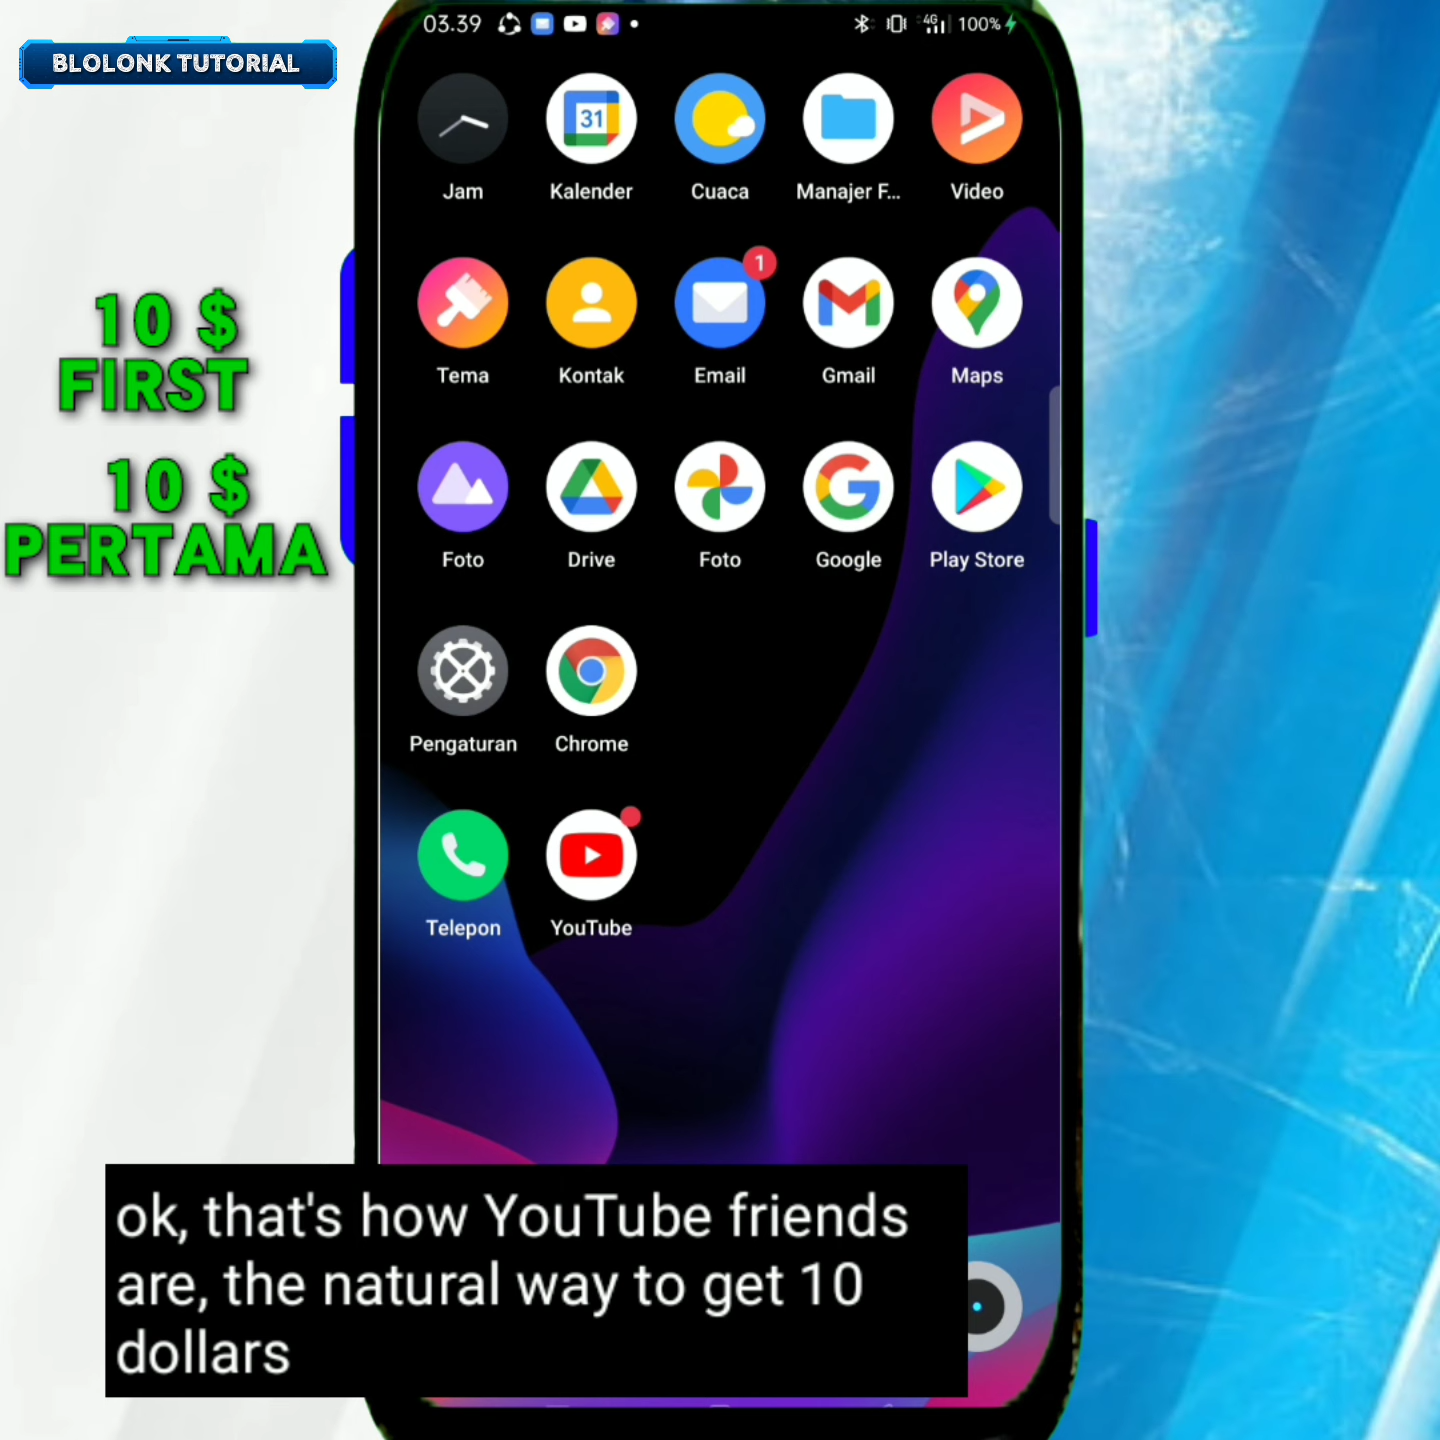 BLOLONK TUTORIAL
03.39
4G
100%
31
Jam
Kalender
Cuaca
Manajer F...
Video
1
Tema
Kontak
Email
Gmail
Maps
Foto
Drive
Foto
Google
Play Store
Pengaturan
Chrome
Telepon
YouTube
10 $
FIRST
10 $
PERTAMA
ok, that's how YouTube friends
are, the natural way to get 10
dollars